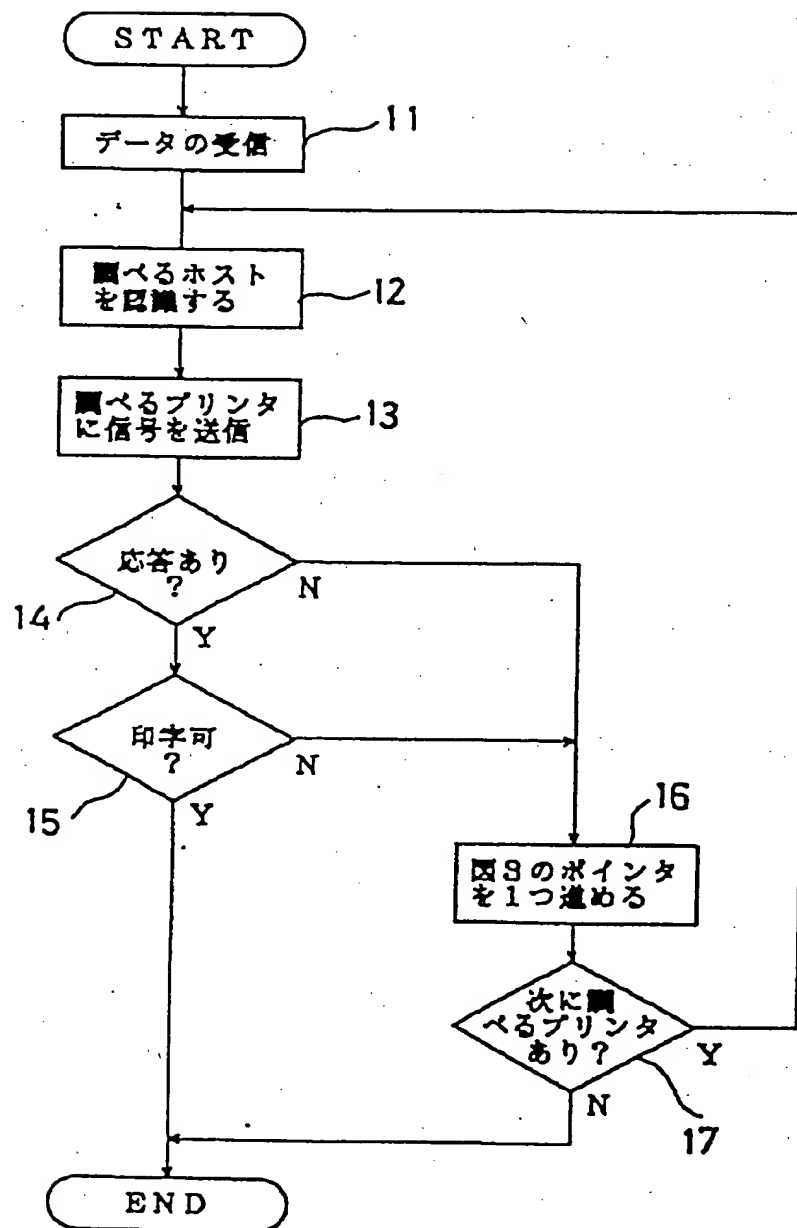 START
データの受信
11
調べるホスト
を認識する
12
調べるプリンタ
に信号を送信
13
応答あり
?
N
14
Y
印字可
?
N
15
Y
16
図3のポインタ
を1つ進める
次に調
べるプリンタ
あり?
Y
N
17
END